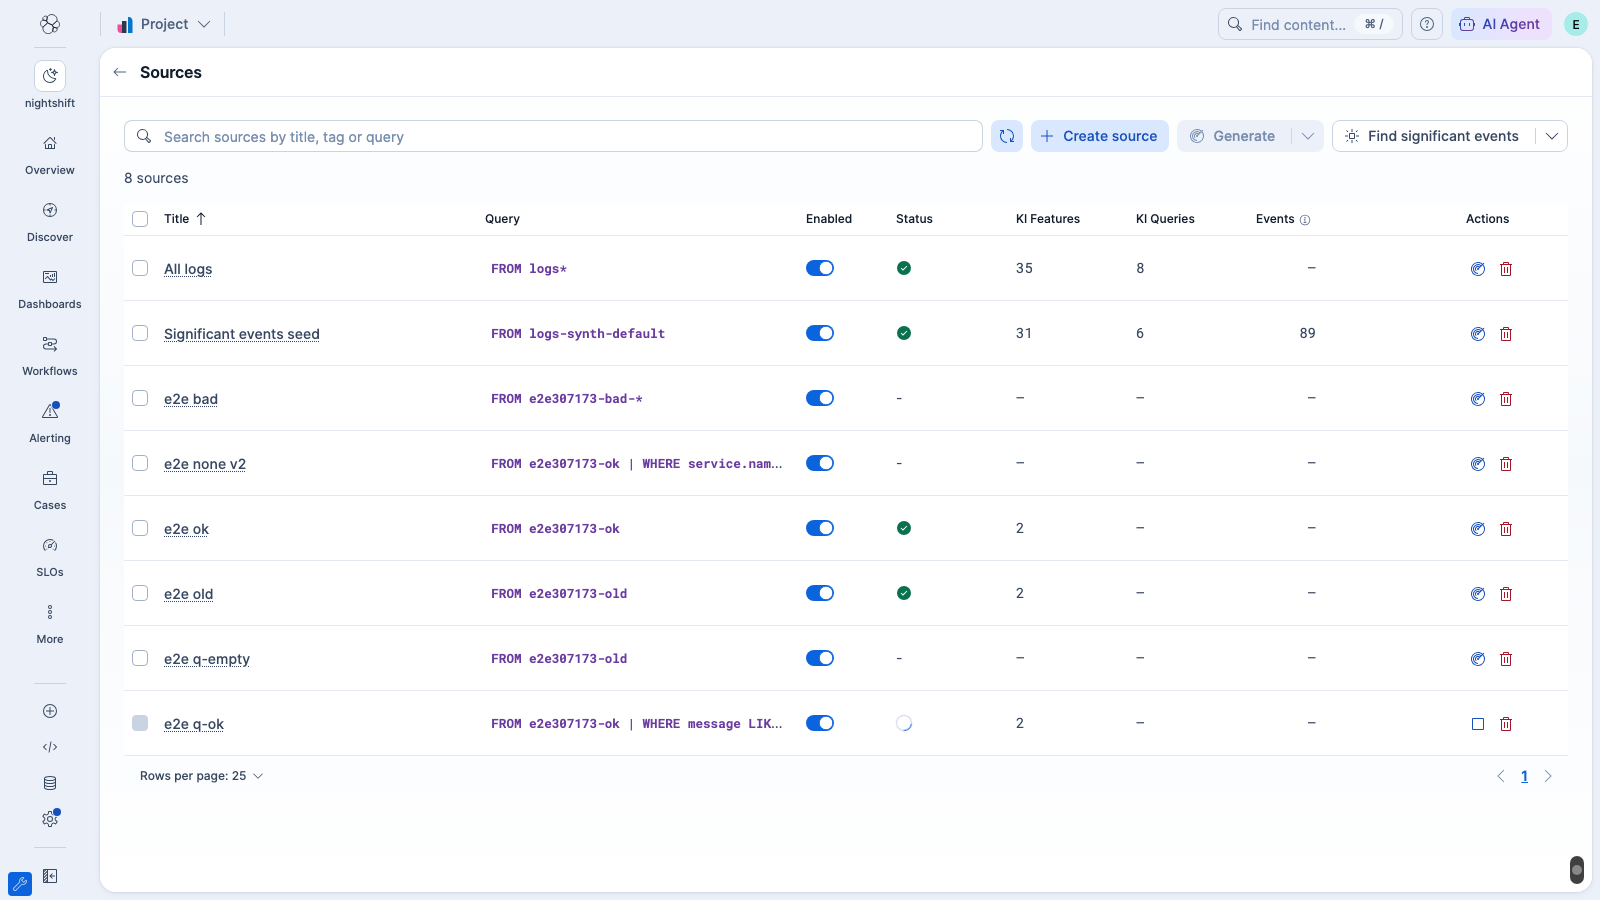 Project
Find content...
⌘ /
AI Agent
E
nightshift
Overview
Discover
Dashboards
Workflows
Alerting
Cases
SLOs
More
Sources
Search sources by title, tag or query
Create source
Generate
Find significant events
8 sources
Title Query Enabled Status KI Features KI Queries Events Actions
All logs FROM logs* 35 8 —
Significant events seed FROM logs-synth-default 31 6 89
e2e bad FROM e2e307173-bad-* - — — —
e2e none v2 FROM e2e307173-ok | WHERE service.nam... - — — —
e2e ok FROM e2e307173-ok 2 — —
e2e old FROM e2e307173-old 2 — —
e2e q-empty FROM e2e307173-old - — — —
e2e q-ok FROM e2e307173-ok | WHERE message LIK... 2 — —
Rows per page: 25
1